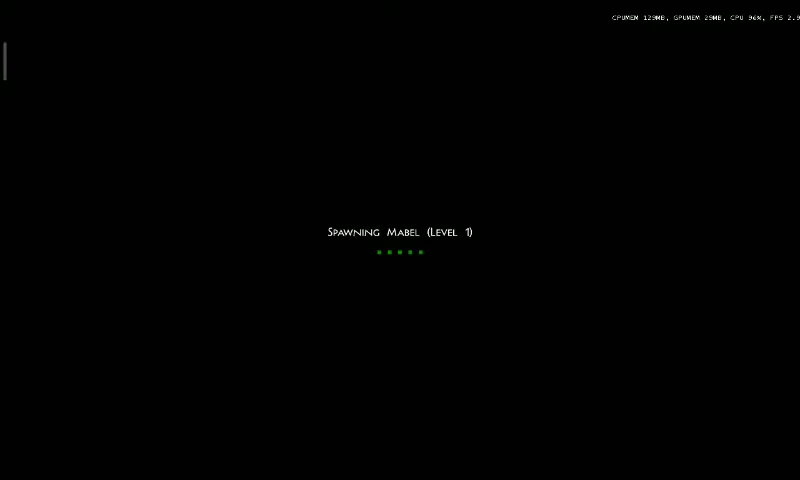 CPUMEM 129MB, GPUMEM 29MB, CPU 96%, FPS 2.9
Spawning Mabel (Level 1)